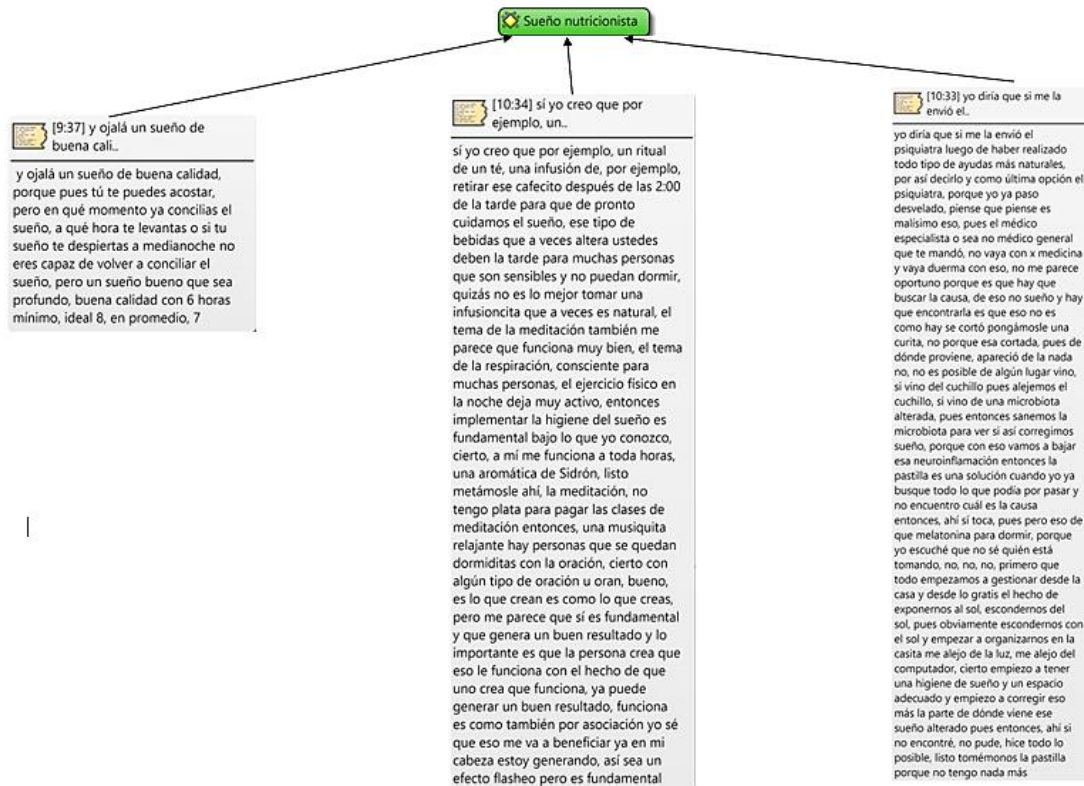 Sueño nutricionista
[9:37] y ojalá un sueño de
buena cali..
y ojalá un sueño de buena calidad,
porque pues tú te puedes acostar,
pero en qué momento ya concilias el
sueño, a qué hora te levantas o si tu
sueño te despiertas a medianoche no
eres capaz de volver a conciliar el
sueño, pero un sueño bueno que sea
profundo, buena calidad con 6 horas
mínimo, ideal 8, en promedio, 7
[10:34] sí yo creo que por
ejemplo, un..
sí yo creo que por ejemplo, un ritual
de un té, una infusión de, por ejemplo,
retirar ese cafecito después de las 2:00
de la tarde para que de pronto
cuidamos el sueño, ese tipo de
bebidas que a veces altera ustedes
deben la tarde para muchas personas
que son sensibles y no puedan dormir,
quizás no es lo mejor tomar una
infusioncita que a veces es natural, el
tema de la meditación también me
parece que funciona muy bien, el tema
de la respiración, consciente para
muchas personas, el ejercicio físico en
la noche deja muy activo, entonces
implementar la higiene del sueño es
fundamental bajo lo que yo conozco,
cierto, a mí me funciona a toda horas,
una aromática de Sidrón, listo
metámosle ahí, la meditación, no
tengo plata para pagar las clases de
meditación entonces, una musiquita
relajante hay personas que se quedan
dormiditas con la oración, cierto con
algún tipo de oración u oran, bueno,
es lo que crean es como lo que creas,
pero me parece que sí es fundamental
y que genera un buen resultado y lo
importante es que la persona crea que
eso le funciona con el hecho de que
uno crea que funciona, ya puede
generar un buen resultado, funciona
es como también por asociación yo sé
que eso me va a beneficiar ya en mi
cabeza estoy generando, así sea un
efecto flasheo pero es fundamental
[10:33] yo diría que si me la
envió el..
yo diría que si me la envió el
psiquiatra luego de haber realizado
todo tipo de ayudas más naturales,
por así decirlo y como última opción el
psiquiatra, porque yo ya paso
desvelado, piense que piense es
malísimo eso, pues el médico
especialista o sea no médico general
que te mandó, no vaya con x medicina
y vaya duerma con eso, no me parece
oportuno porque es que hay que
buscar la causa, de eso no sueño y hay
que encontrarla es que eso no es
como hay se cortó pongámosle una
curita, no porque esa cortada, pues de
dónde proviene, apareció de la nada
no, no es posible de algún lugar vino,
si vino del cuchillo pues alejemos el
cuchillo, si vino de una microbiota
alterada, pues entonces sanemos la
microbiota para ver si así corregimos
sueño, porque con eso vamos a bajar
esa neuroinflamación entonces la
pastilla es una solución cuando yo ya
busque todo lo que podía por pasar y
no encuentro cuál es la causa
entonces, ahí sí toca, pues pero eso de
que melatonina para dormir, porque
yo escuché que no sé quién está
tomando, no, no, no, primero que
todo empezamos a gestionar desde la
casa y desde lo gratis el hecho de
exponernos al sol, escondernos del
sol, pues obviamente escondernos con
el sol y empezar a organizarnos en la
casita me alejo de la luz, me alejo del
computador, cierto empiezo a tener
una higiene de sueño y un espacio
adecuado y empiezo a corregir eso
más la parte de dónde viene ese
sueño alterado pues entonces, ahí si
no encontré, no pude, hice todo lo
posible, listo tomémonos la pastilla
porque no tengo nada más